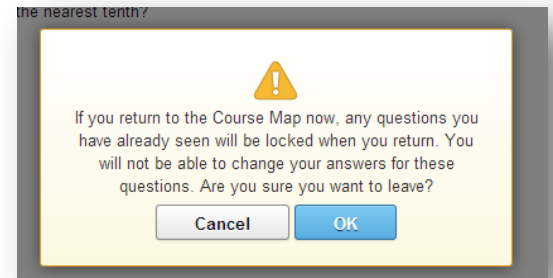 the nearest tenth?
If you return to the Course Map now, any questions you
have already seen will be locked when you return. You
will not be able to change your answers for these
questions. Are you sure you want to leave?
Cancel OK